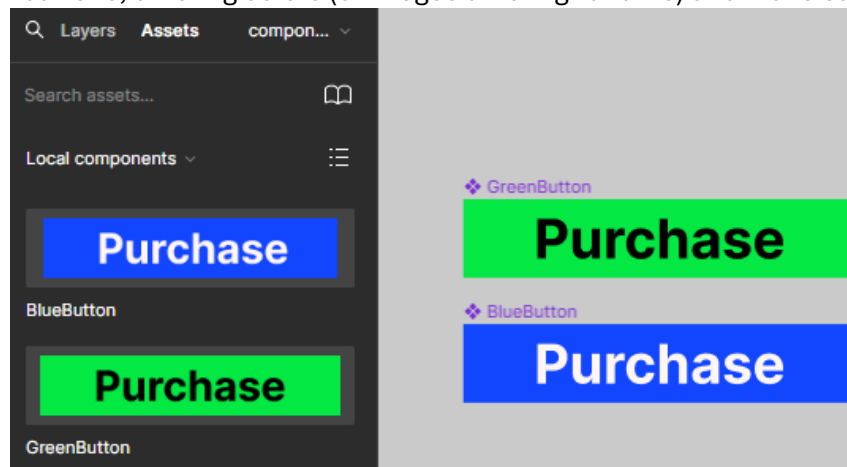 Layers Assets compon...
Search assets...
Local components
Purchase
BlueButton
Purchase
GreenButton
GreenButton
Purchase
BlueButton
Purchase